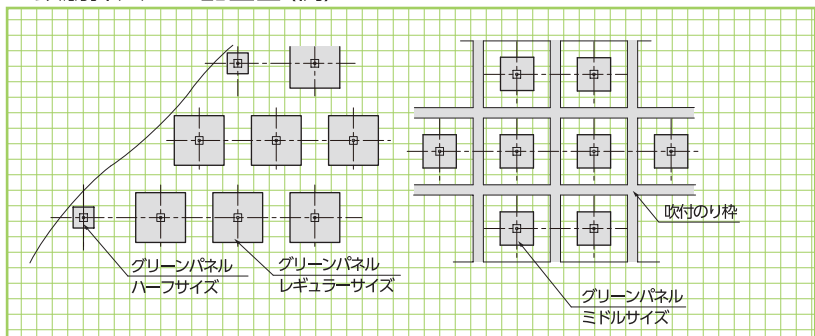 グリーンパネル
ハーフサイズ
グリーンパネル
レギュラーサイズ
吹付のり枠
グリーンパネル
ミドルサイズ